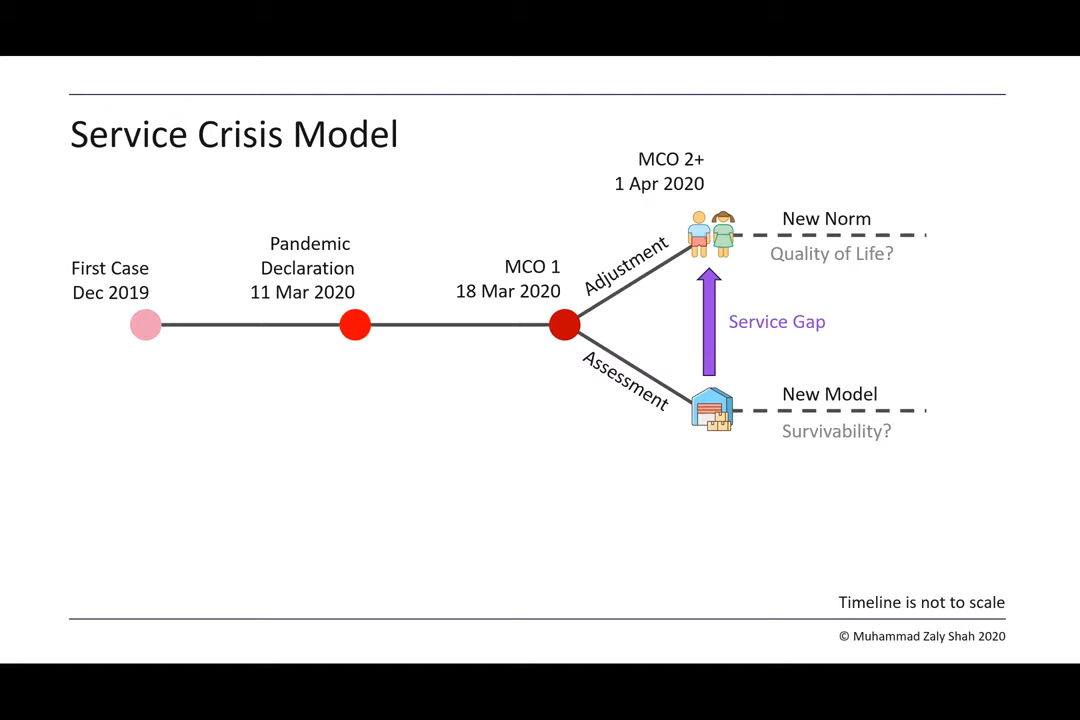 Service Crisis Model
First Case
Dec 2019
Pandemic
Declaration
11 Mar 2020
MCO 1
18 Mar 2020
Adjustment
Assessment
MCO 2+
1 Apr 2020
New Norm
Quality of Life?
Service Gap
New Model
Survivability?
Timeline is not to scale
© Muhammad Zaly Shah 2020